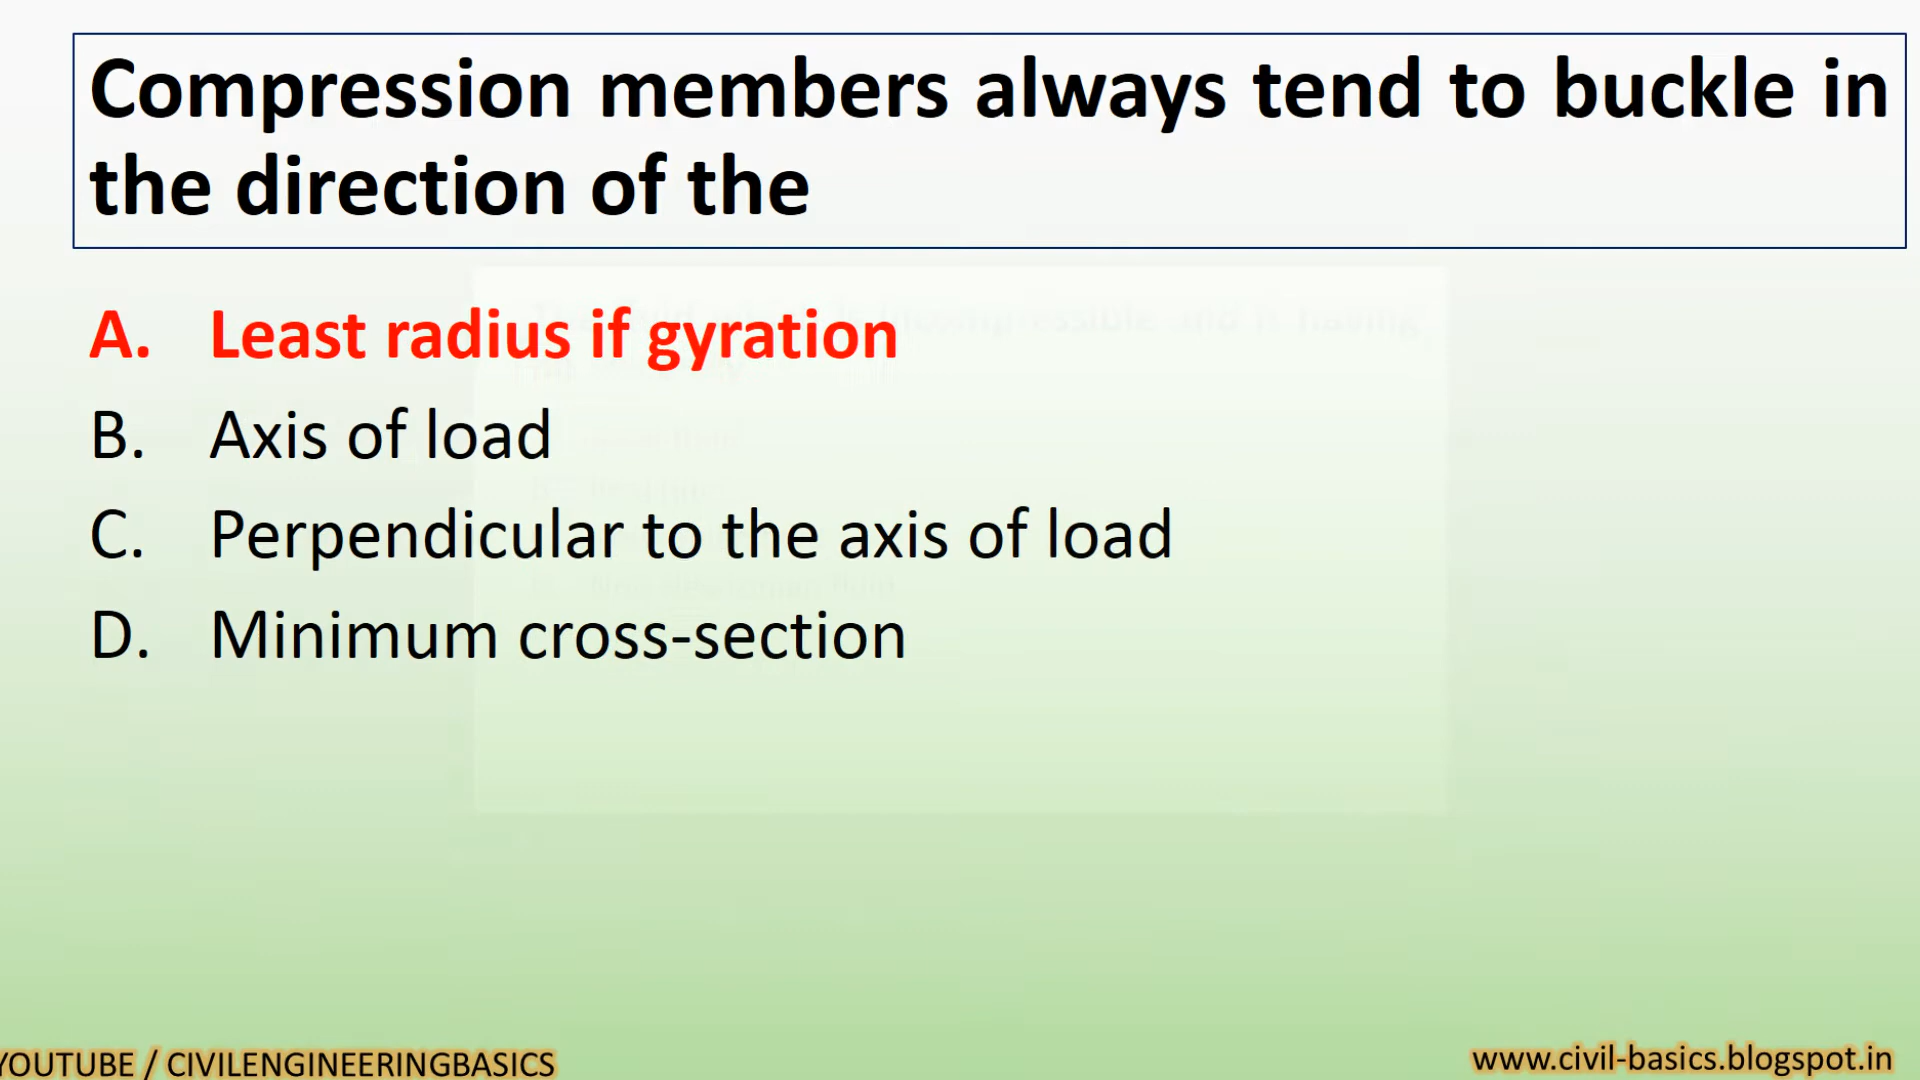 Compression members always tend to buckle in
the direction of the
A. Least radius if gyration
B. Axis of load
C. Perpendicular to the axis of load
D. Minimum cross-section
YOUTUBE / CIVILENGINEERINGBASICS
www.civil-basics.blogspot.in